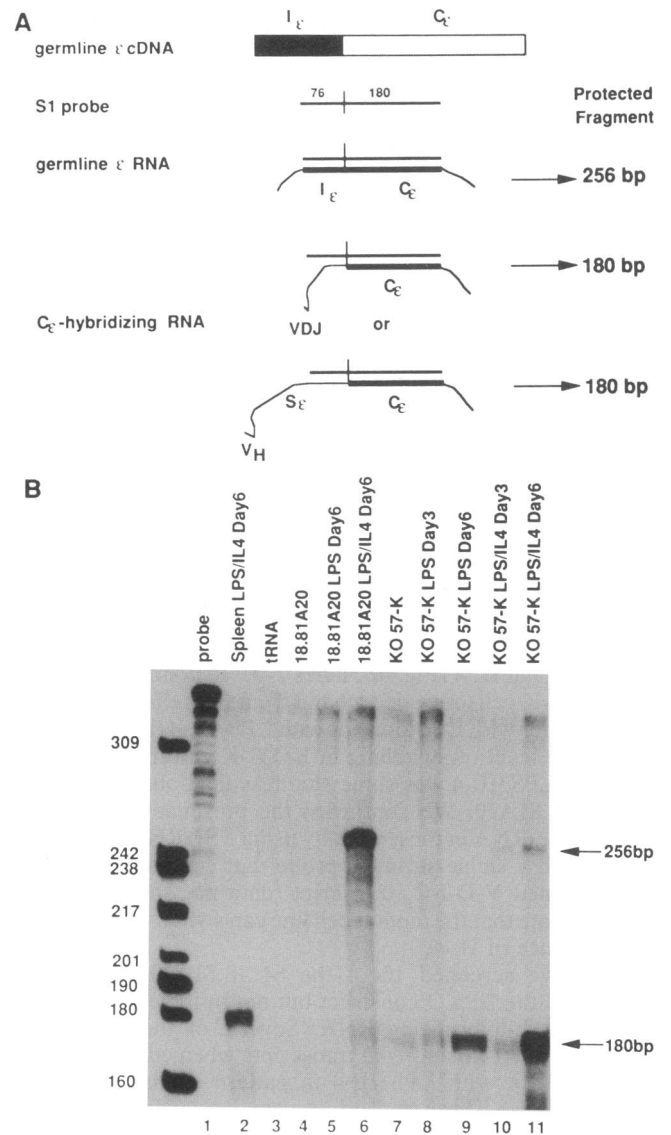 A
I ε C ε
germline ε cDNA
76 180
S1 probe
Protected
Fragment
germline ε RNA
256 bp
I ε C ε
180 bp
C ε
VDJ or
C ε -hybridizing RNA
180 bp
S ε C ε
V H
B
probe
Spleen LPS/IL4 Day6
tRNA
18.81A20
18.81A20 LPS Day6
18.81A20 LPS/IL4 Day6
KO 57-K
KO 57-K LPS Day3
KO 57-K LPS Day6
KO 57-K LPS/IL4 Day3
KO 57-K LPS/IL4 Day6
309
242
238
256bp
217
201
190
180
180bp
160
1 2 3 4 5 6 7 8 9 10 11